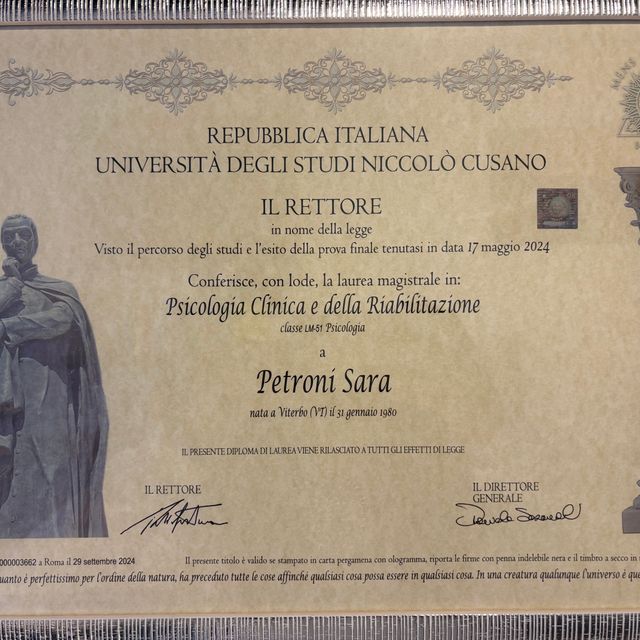 REPUBBLICA ITALIANA
UNIVERSITÀ DEGLI STUDI NICCOLÒ CUSANO
IL RETTORE
in nome della legge
Visto il percorso degli studi e l'esito della prova finale tenutasi in data 17 maggio 2024
Conferisce, con lode, la laurea magistrale in:
Psicologia Clinica e della Riabilitazione
classe LM-51 Psicologia
a
Petroni Sara
nata a Viterbo (VT) il 31 gennaio 1980
IL PRESENTE DIPLOMA DI LAUREA VIENE RILASCIATO A TUTTI GLI EFFETTI DI LEGGE
IL RETTORE
IL DIRETTORE
GENERALE
000003662 a Roma il 29 settembre 2024
Il presente titolo è valido se stampato in carta pergamena con ologramma, riporta le firme con penna indelebile nera e il timbro a secco in
uanto è perfettissimo per l'ordine della natura, ha preceduto tutte le cose affinché qualsiasi cosa possa essere in qualsiasi cosa. In una creatura qualunque l'universo è